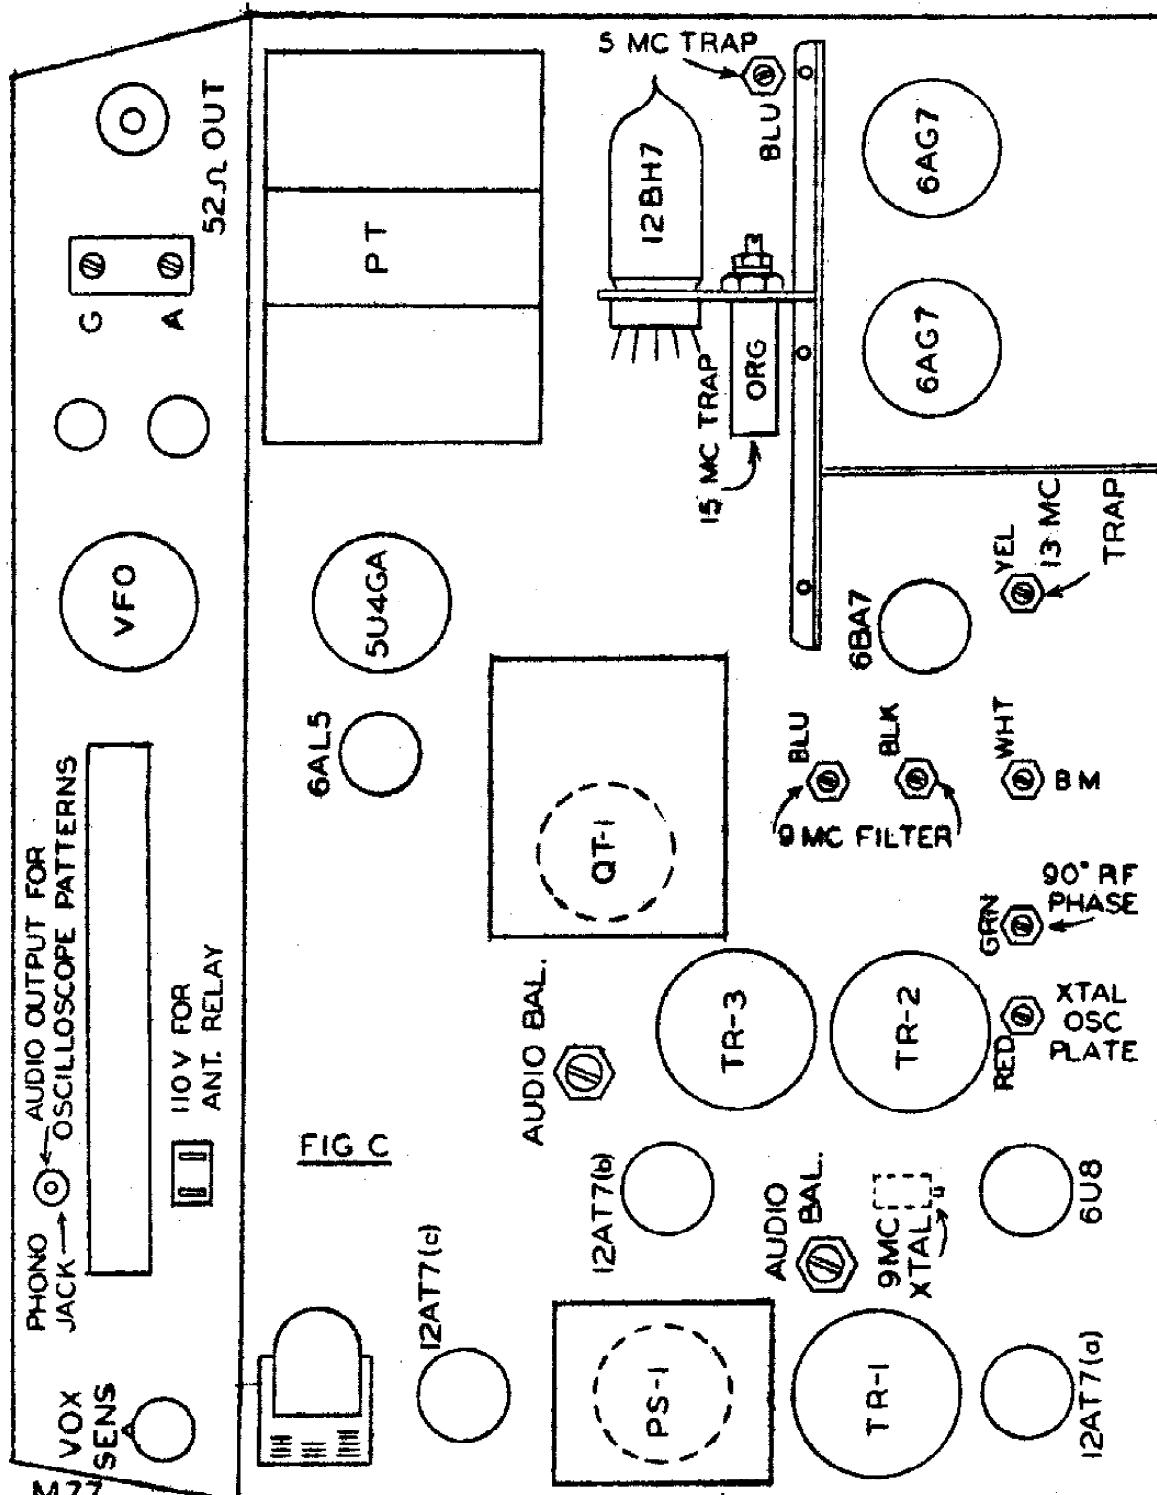 5 MC TRAP
BLU
52Ω OUT
G
A
PT
12BH7
ORG
15 MC TRAP
6AG7
6AG7
VFO
5U4GA
6AL5
6BA7
YEL
13 MC
TRAP
BLU
BLK
WHT
9 MC FILTER
BM
QT-1
90° RF
PHASE
GRN
XTAL
OSC
PLATE
RED
TR-3
TR-2
AUDIO BAL.
PHONO
JACK
AUDIO OUTPUT FOR
OSCILLOSCOPE PATTERNS
110V FOR
ANT. RELAY
FIG C
12AT7(b)
AUDIO
BAL.
9MC
XTAL
6U8
12AT7(c)
PS-1
TR-1
12AT7(a)
VOX
SENS